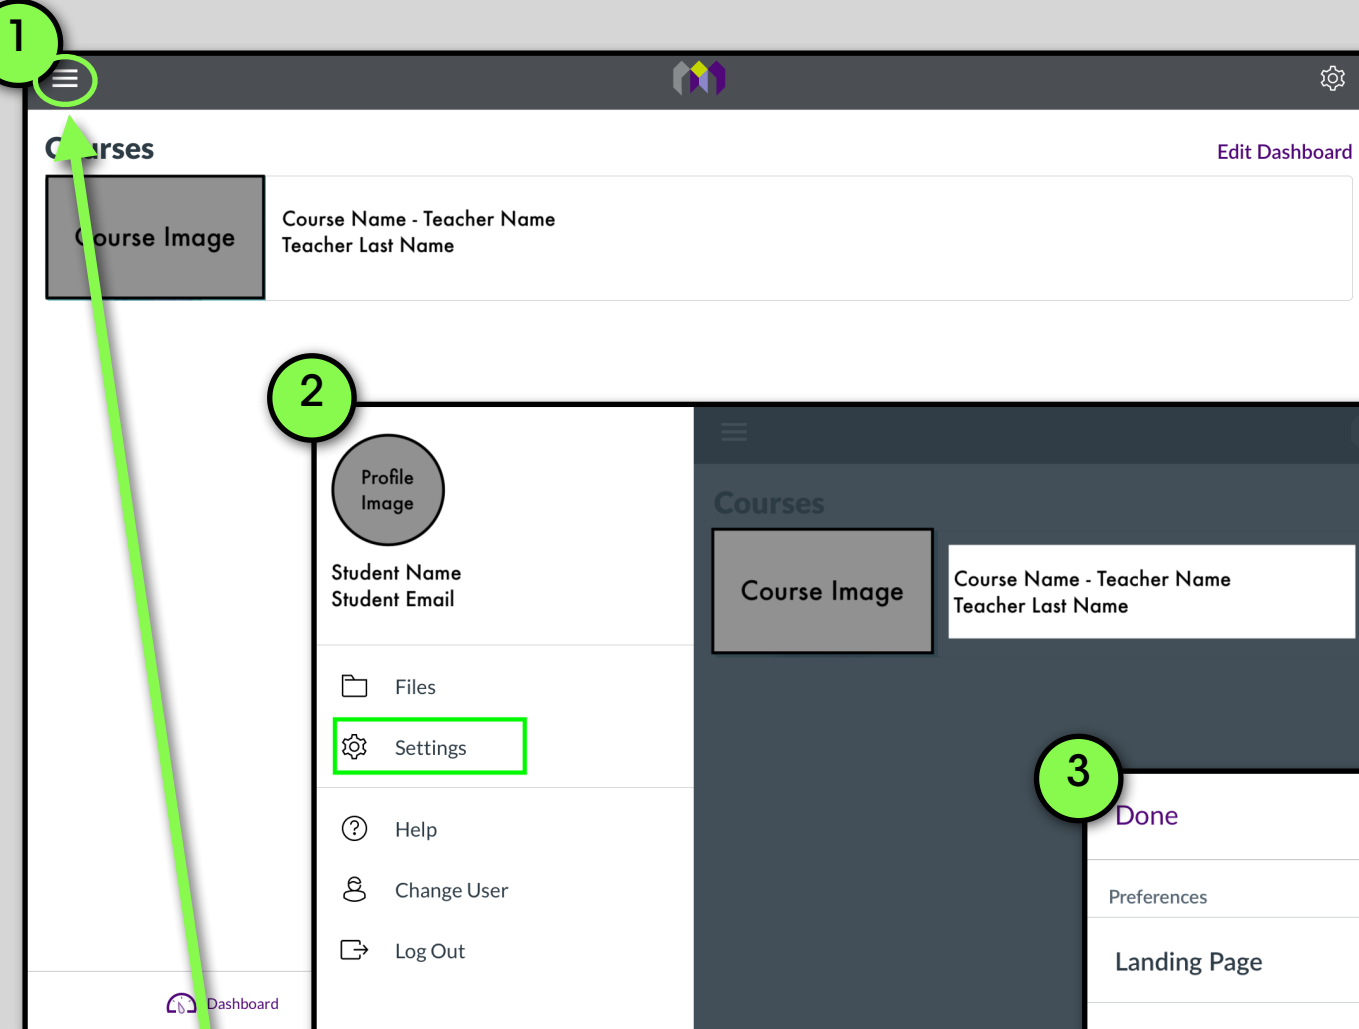 1
Courses
Edit Dashboard
Course Image
Course Name - Teacher Name
Teacher Last Name
2
Profile
Image
Student Name
Student Email
Files
Settings
Help
Change User
Log Out
Dashboard
Courses
Course Image
Course Name - Teacher Name
Teacher Last Name
3
Done
Preferences
Landing Page